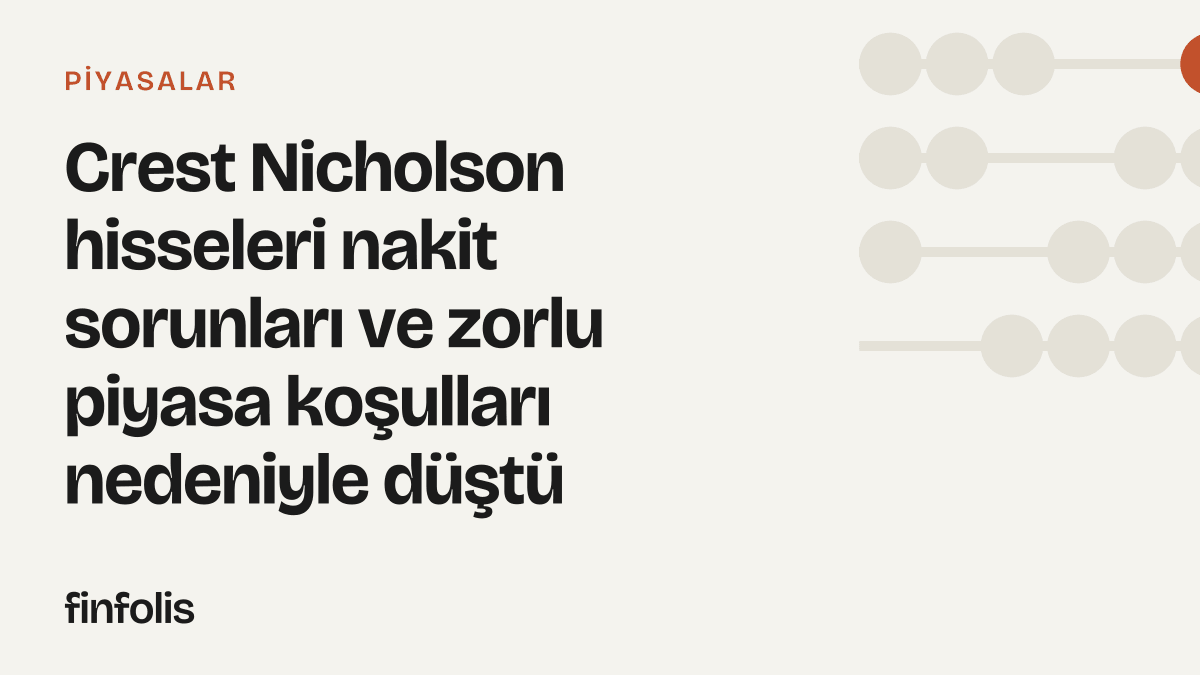 PİYASALAR
Crest Nicholson
hisseleri nakit
sorunları ve zorlu
piyasa koşulları
nedeniyle düştü
finfolis